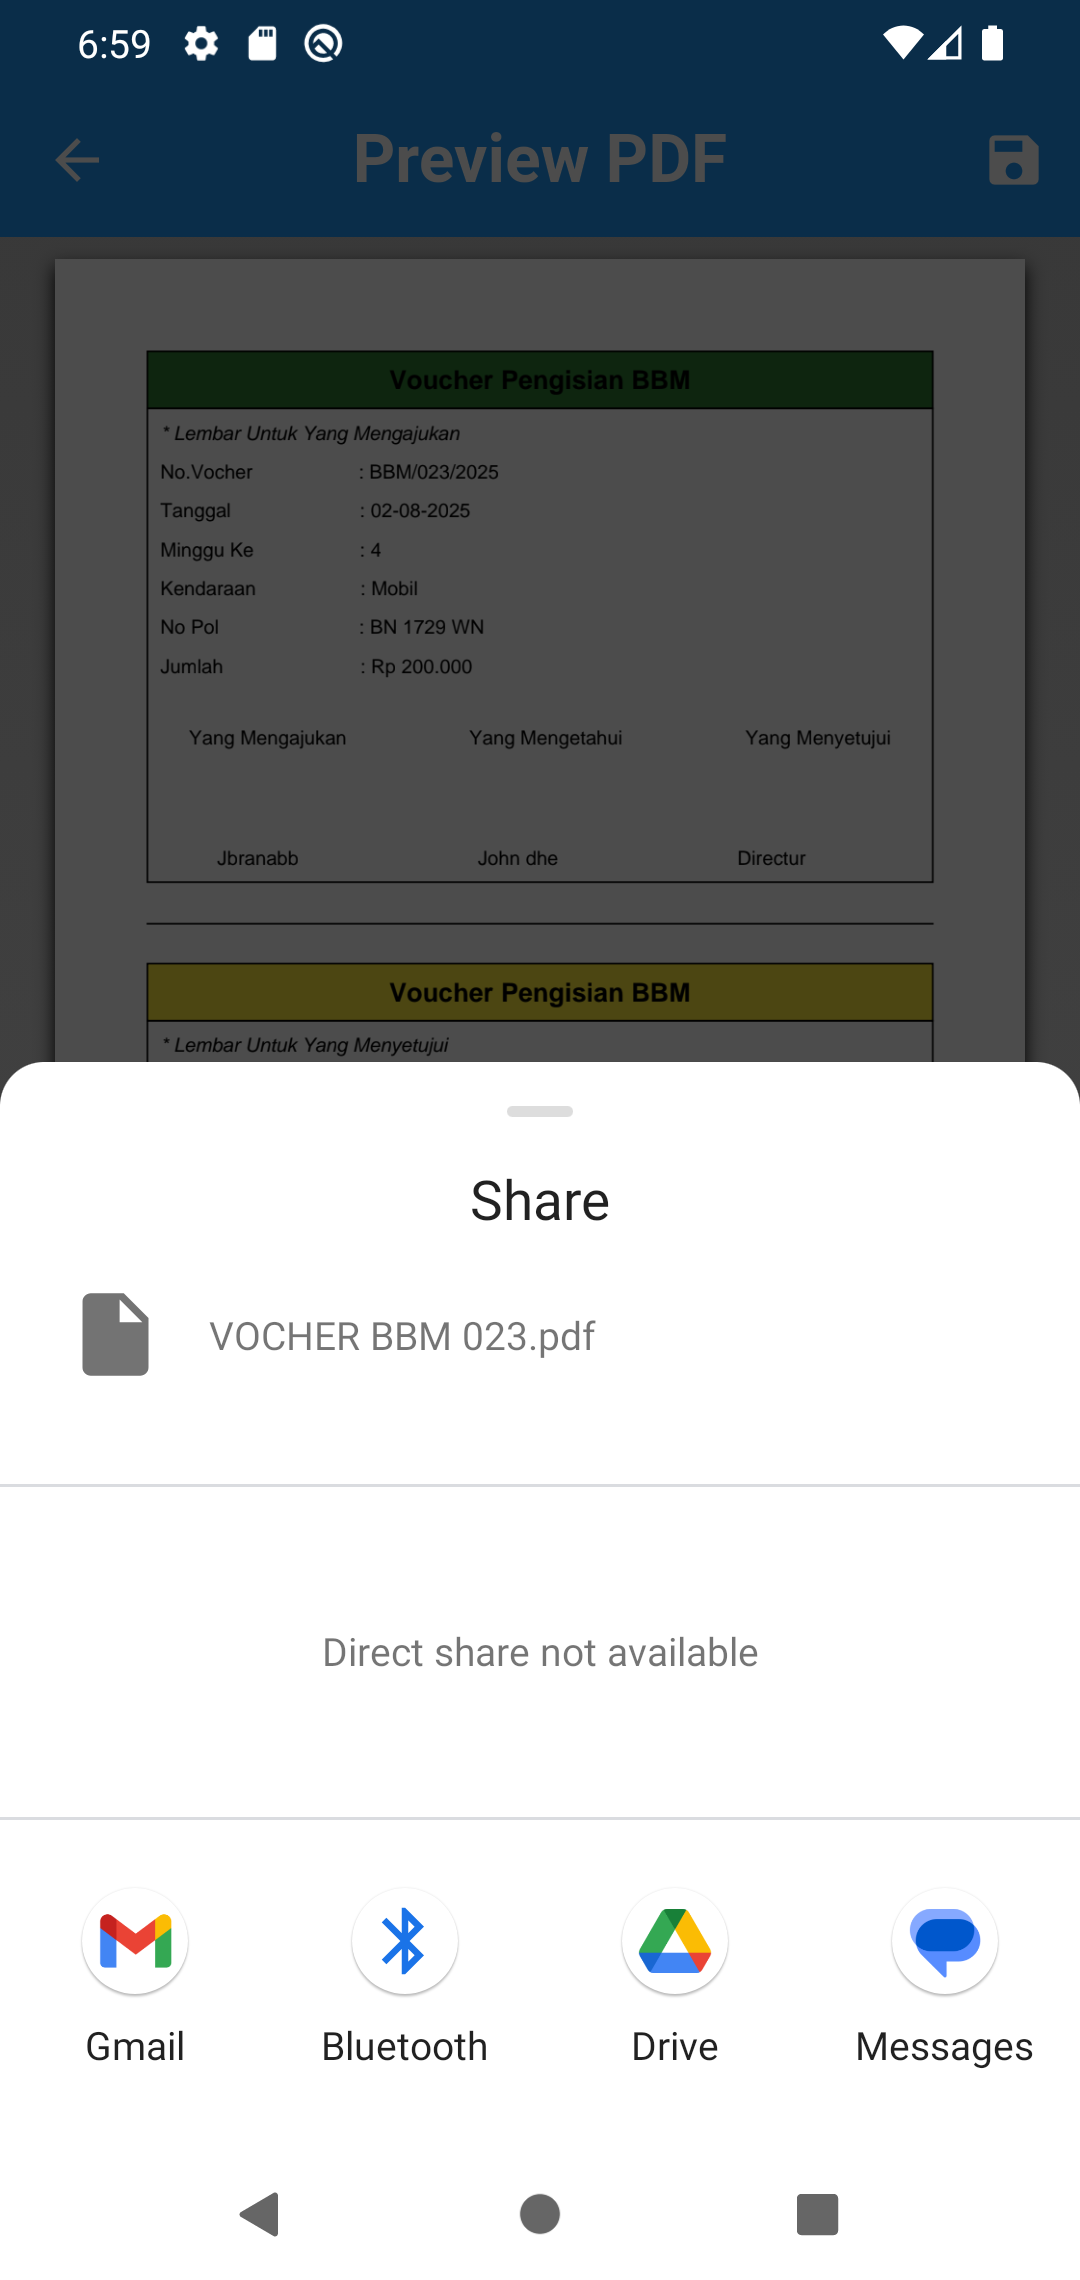 6:59
Preview PDF
Voucher Pengisian BBM
* Lembar Untuk Yang Mengajukan
No.Vocher : BBM/023/2025
Tanggal : 02-08-2025
Minggu Ke : 4
Kendaraan : Mobil
No Pol : BN 1729 WN
Jumlah : Rp 200.000
Yang Mengajukan Yang Mengetahui Yang Menyetujui
Jbranabb John dhe Directur
Voucher Pengisian BBM
* Lembar Untuk Yang Menyetujui
Share
VOCHER BBM 023.pdf
Direct share not available
Gmail Bluetooth Drive Messages